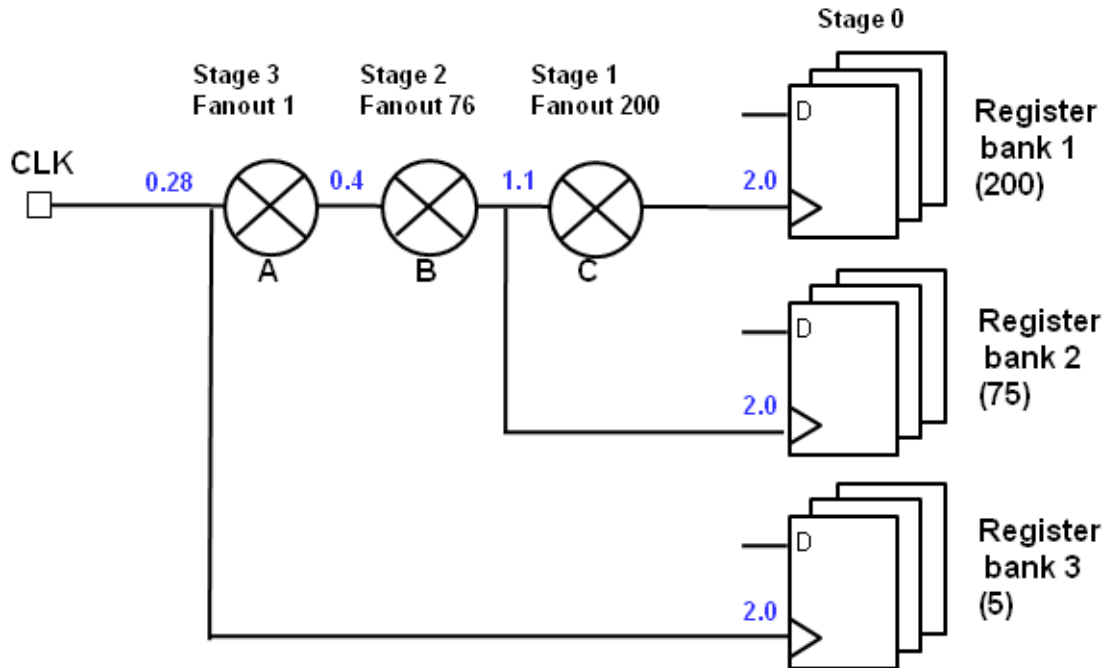 Stage 0
Stage 3
Fanout 1
Stage 2
Fanout 76
Stage 1
Fanout 200
D
Register
bank 1
(200)
CLK
0.28
0.4
1.1
2.0
A
B
C
D
Register
bank 2
(75)
2.0
D
Register
bank 3
(5)
2.0